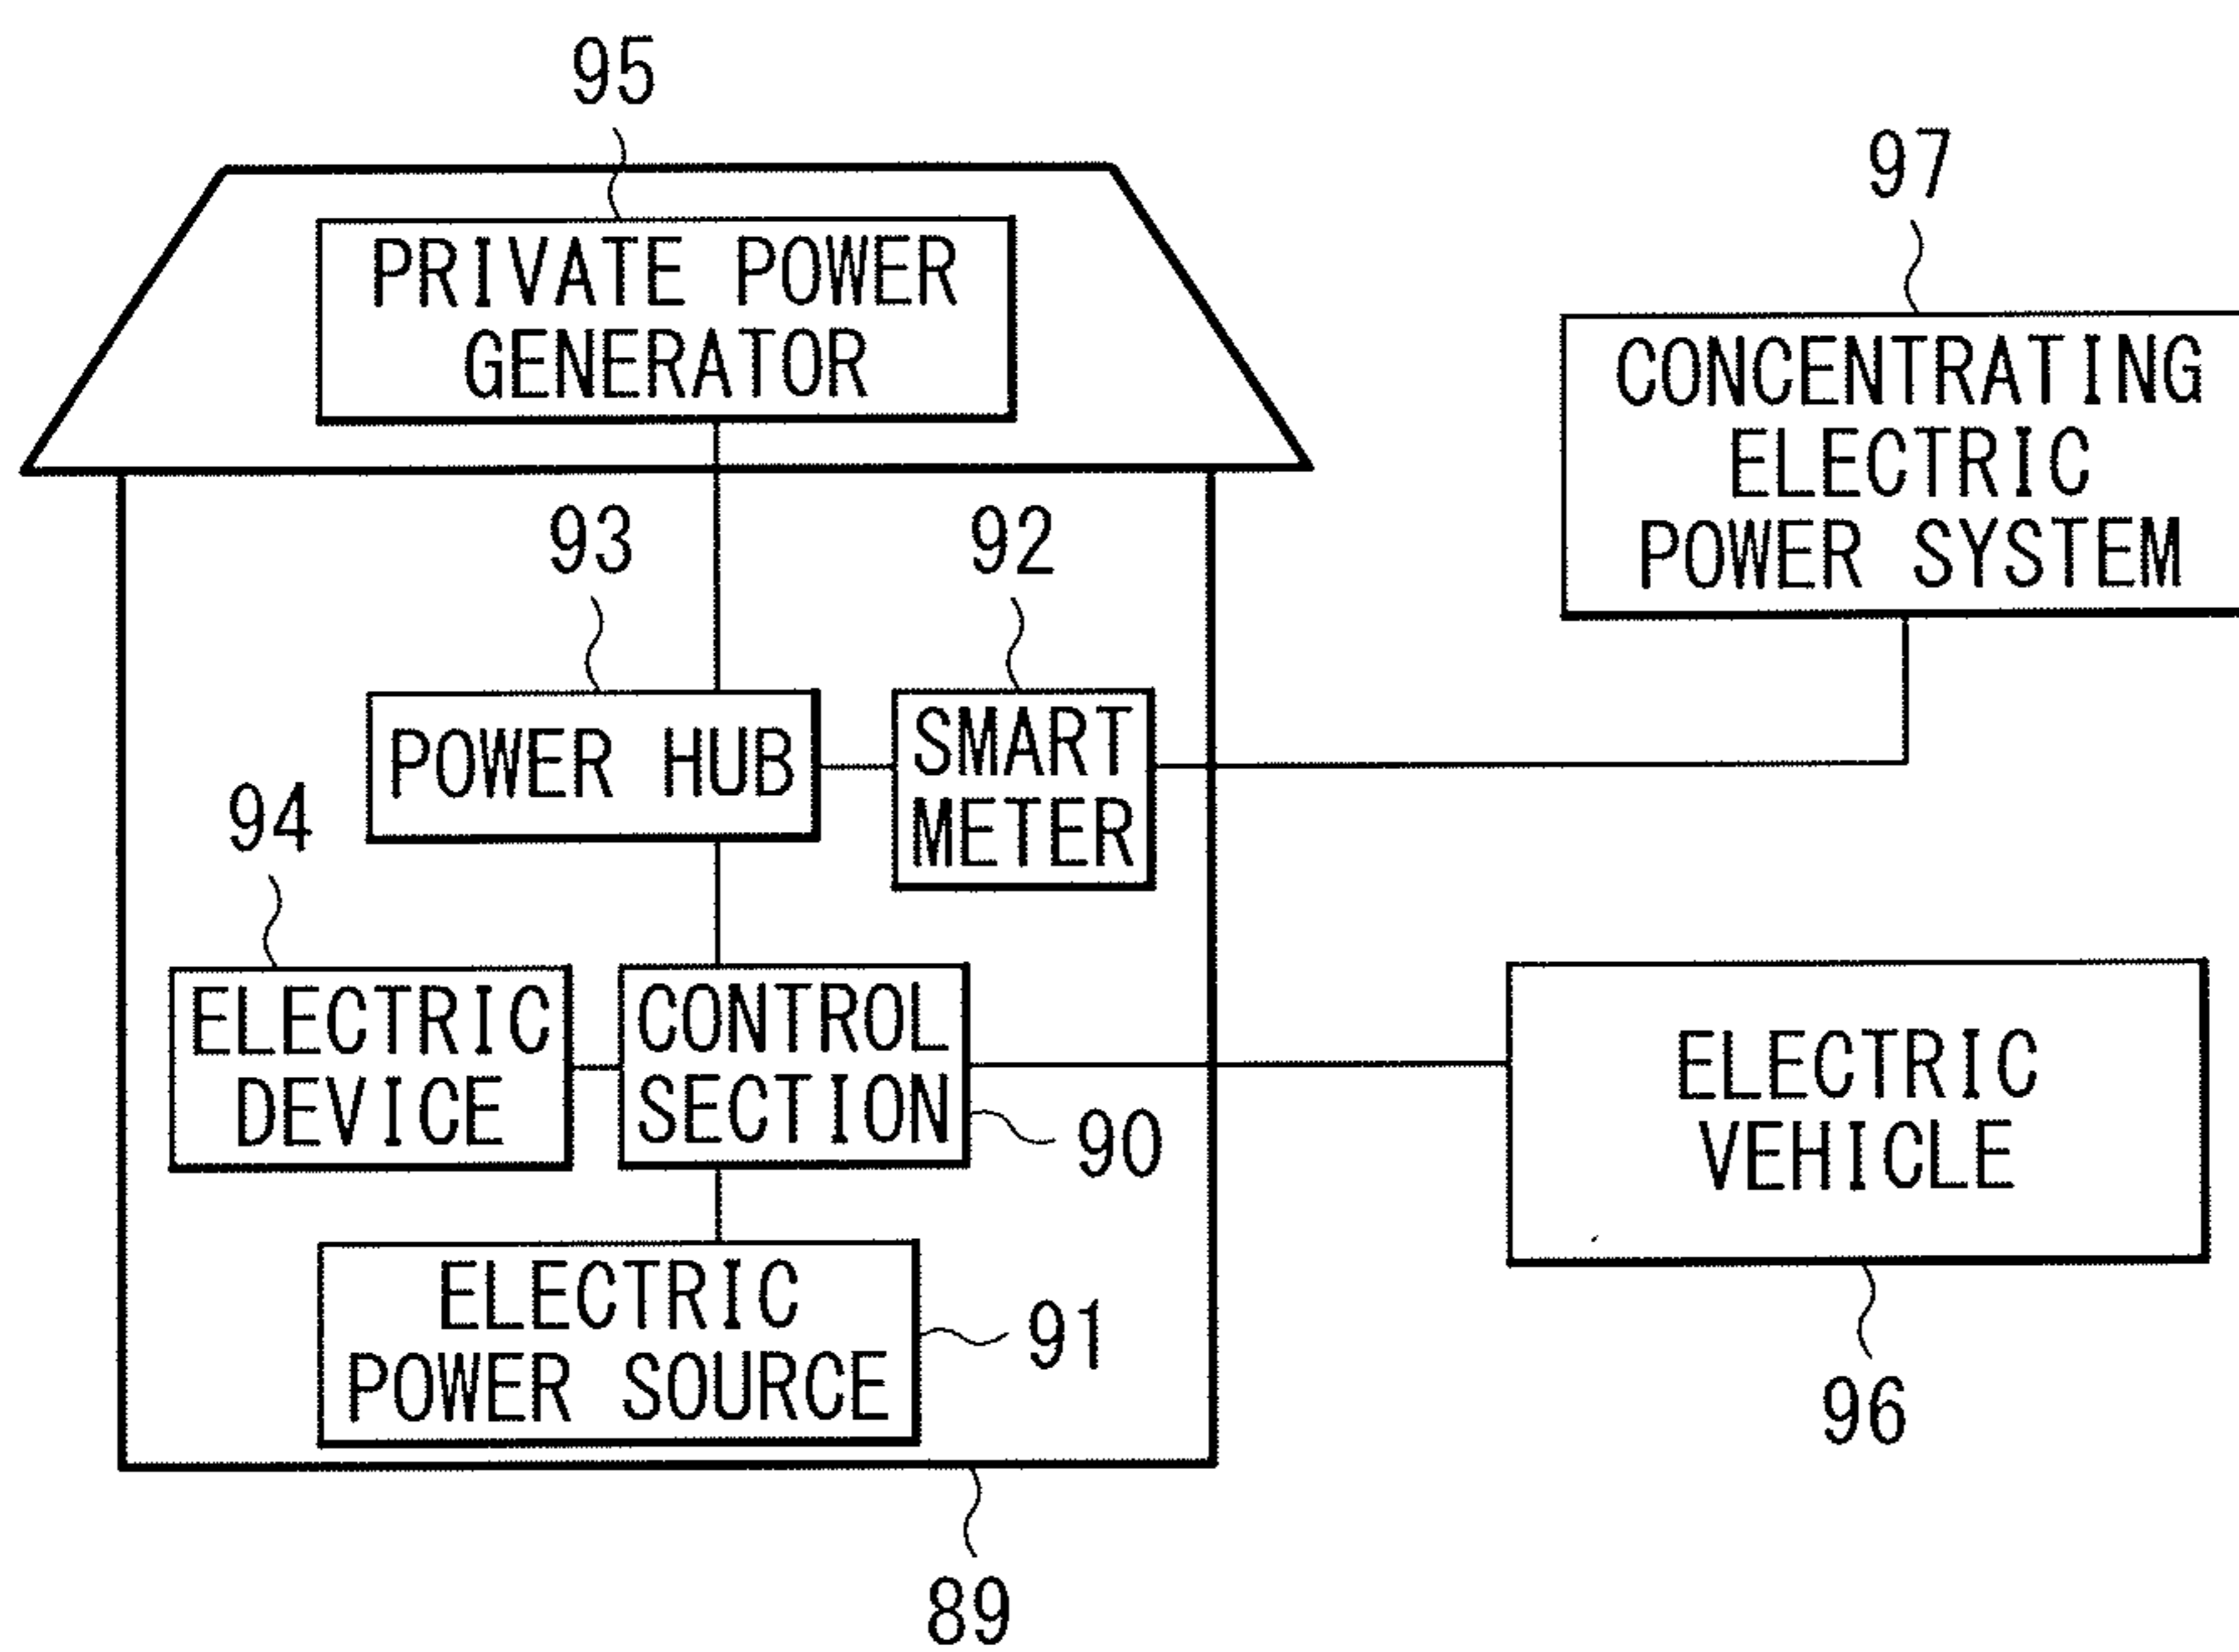 95
PRIVATE POWER
GENERATOR
97
CONCENTRATING
ELECTRIC
POWER SYSTEM
93
92
POWER HUB
SMART
METER
94
ELECTRIC
DEVICE
CONTROL
SECTION
90
ELECTRIC
VEHICLE
96
ELECTRIC
POWER SOURCE
91
89